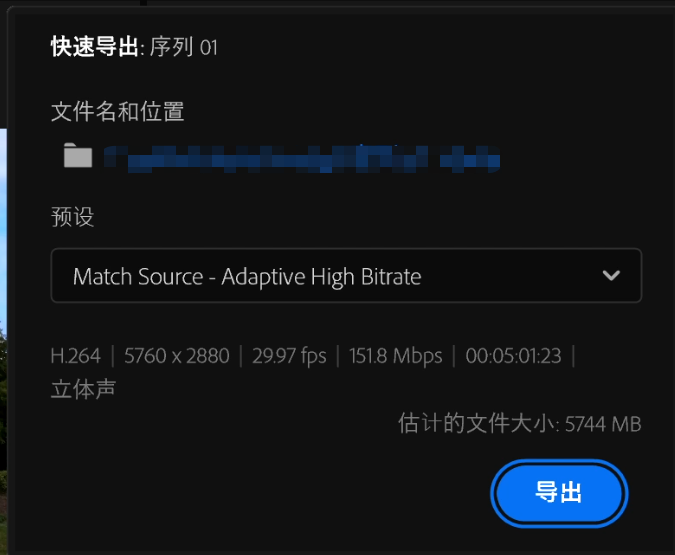 快速导出: 序列 01
文件名和位置
预设
Match Source - Adaptive High Bitrate
H.264 | 5760 x 2880 | 29.97 fps | 151.8 Mbps | 00:05:01:23 |
立体声
估计的文件大小: 5744 MB
导出